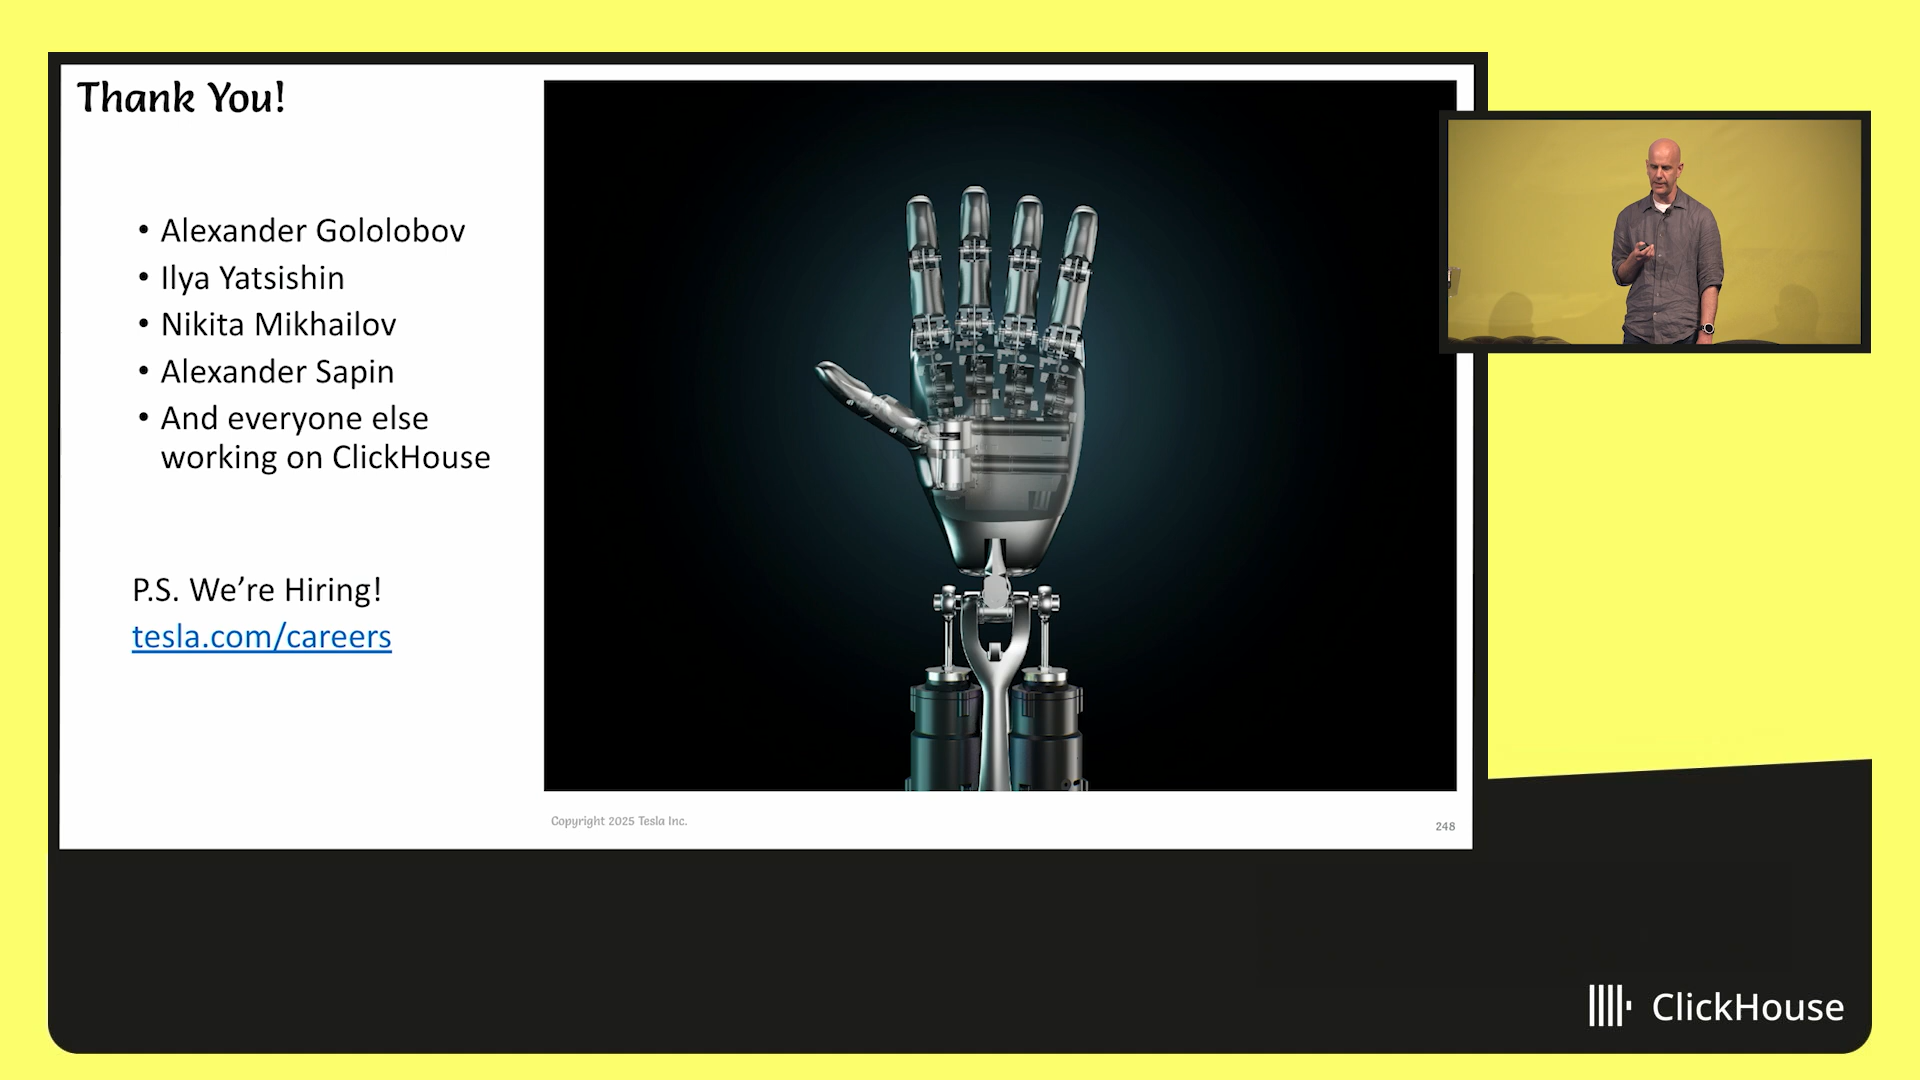 Thank You!
• Alexander Gololobov
• Ilya Yatsishin
• Nikita Mikhailov
• Alexander Sapin
• And everyone else
working on ClickHouse
P.S. We’re Hiring!
tesla.com/careers
Copyright 2025 Tesla Inc.
248
ClickHouse